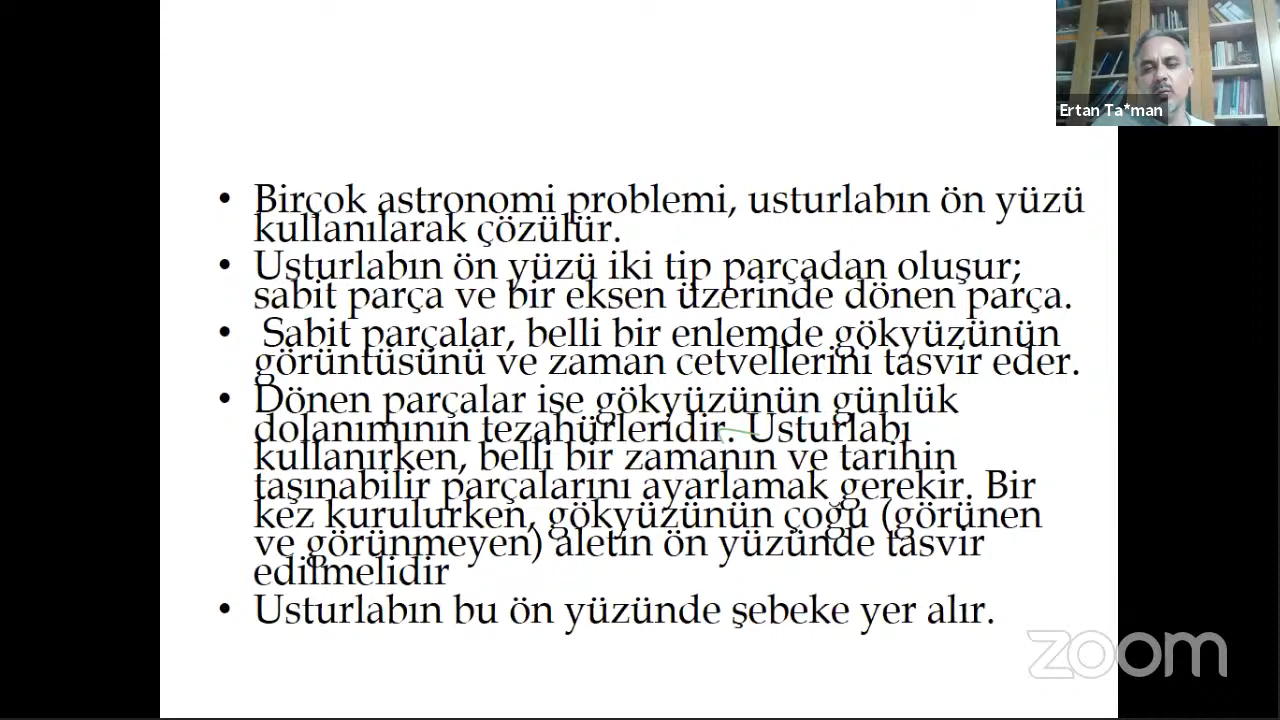 Ertan Ta*man
• Birçok astronomi problemi, usturlabın ön yüzü
kullanılarak çözülür.
• Usturlabın ön yüzü iki tip parçadan oluşur;
sabit parça ve bir eksen üzerinde dönen parça.
• Sabit parçalar, belli bir enlemde gökyüzünün
görüntüsünü ve zaman cetvellerini tasvir eder.
• Dönen parçalar ise gökyüzünün günlük
dolanımının tezahürleridir. Usturlabı
kullanırken, belli bir zamanın ve tarihin
taşınabilir parçalarını ayarlamak gerekir. Bir
kez kurulurken, gökyüzünün çoğu (görünen
ve görünmeyen) aletin ön yüzünde tasvir
edilmelidir
• Usturlabın bu ön yüzünde şebeke yer alır.
zoom